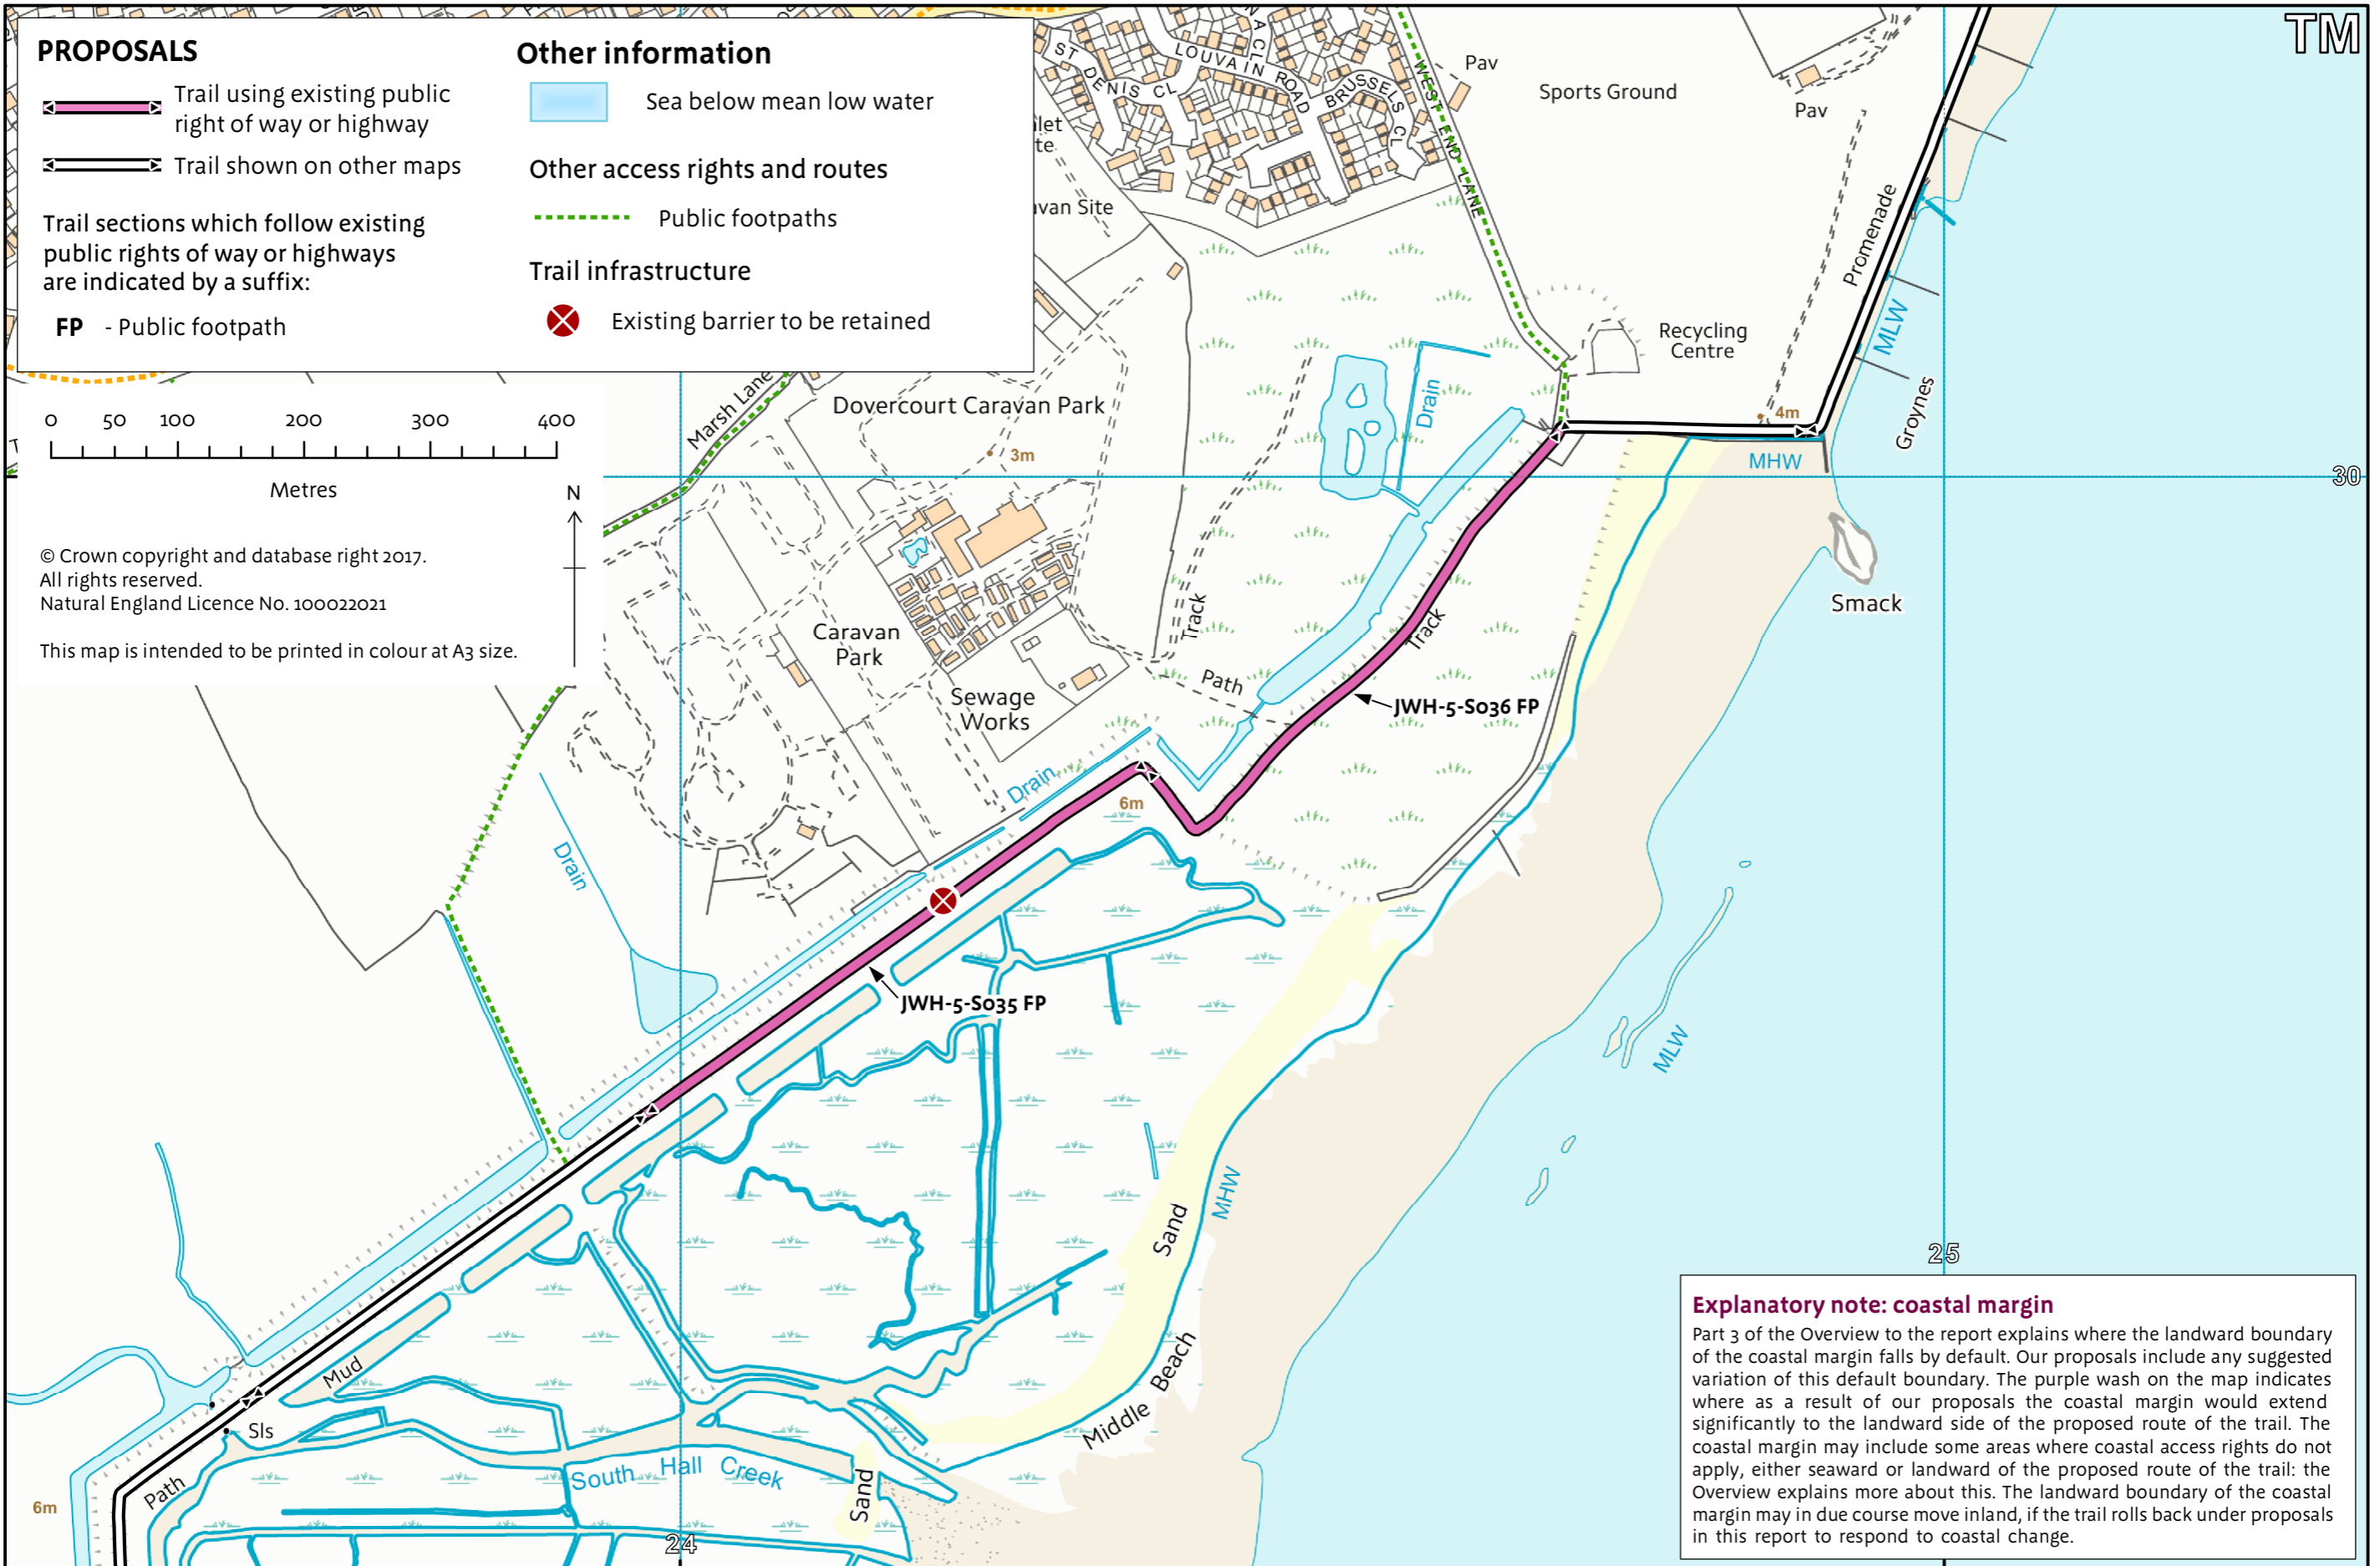 TM
PROPOSALS
Trail using existing public
right of way or highway
Trail shown on other maps
Trail sections which follow existing
public rights of way or highways
are indicated by a suffix:
FP - Public footpath
Other information
Sea below mean low water
Other access rights and routes
Public footpaths
Trail infrastructure
Existing barrier to be retained
0 50 100 200 300 400
Metres
N
© Crown copyright and database right 2017.
All rights reserved.
Natural England Licence No. 100022021
This map is intended to be printed in colour at A3 size.
ST DENIS CL
LOUVAIN ROAD
BRUSSELS CL
WEST END LANE
Pav
Sports Ground
Pav
Promenade
MLW
Groynes
Recycling
Centre
4m
MHW
30
Smack
Marsh Lane
Dovercourt Caravan Park
3m
Drain
Track
Track
Path
Caravan
Park
Sewage
Works
JWH-5-S036 FP
Drain
6m
Drain
JWH-5-S035 FP
MLW
Sand
MHW
25
Mud
Sls
Path
6m
South Hall Creek
Sand
Middle Beach
24
Explanatory note: coastal margin
Part 3 of the Overview to the report explains where the landward boundary
of the coastal margin falls by default. Our proposals include any suggested
variation of this default boundary. The purple wash on the map indicates
where as a result of our proposals the coastal margin would extend
significantly to the landward side of the proposed route of the trail. The
coastal margin may include some areas where coastal access rights do not
apply, either seaward or landward of the proposed route of the trail: the
Overview explains more about this. The landward boundary of the coastal
margin may in due course move inland, if the trail rolls back under proposals
in this report to respond to coastal change.